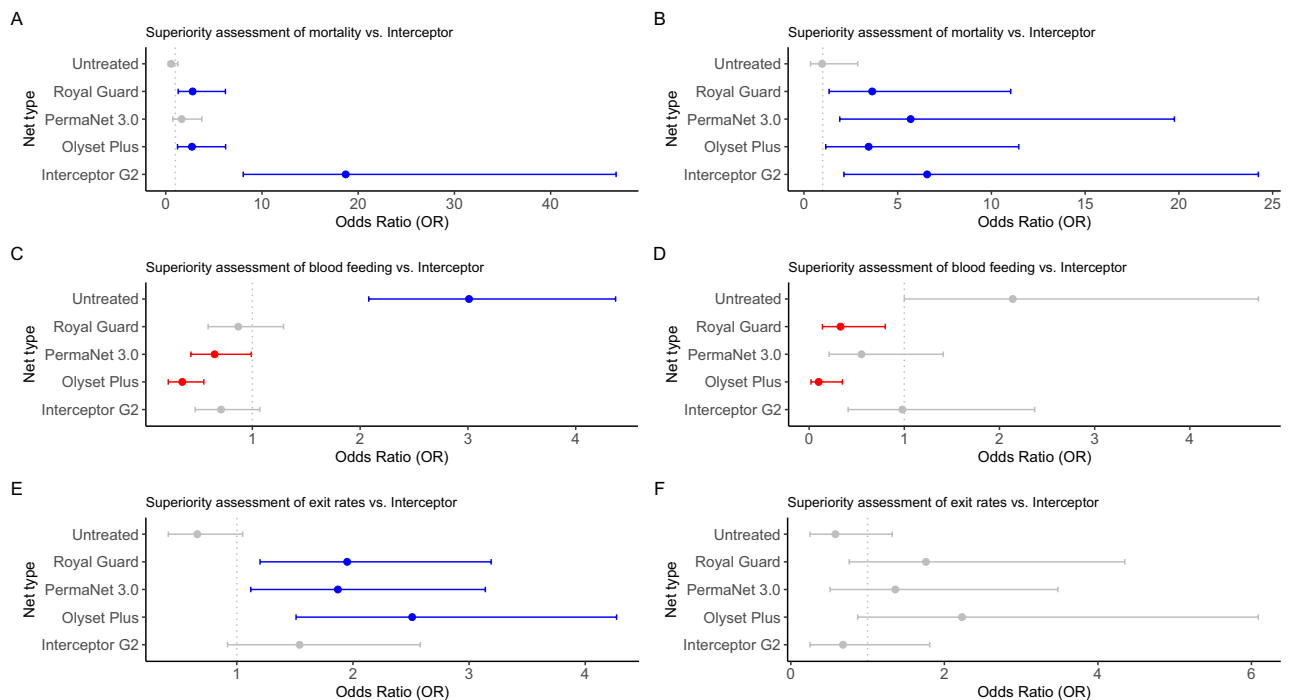 A
Superiority assessment of mortality vs. Interceptor
Net type
Untreated
Royal Guard
PermaNet 3.0
Olyset Plus
Interceptor G2
0 10 20 30 40
Odds Ratio (OR)
B
Superiority assessment of mortality vs. Interceptor
Net type
Untreated
Royal Guard
PermaNet 3.0
Olyset Plus
Interceptor G2
0 5 10 15 20 25
Odds Ratio (OR)
C
Superiority assessment of blood feeding vs. Interceptor
Net type
Untreated
Royal Guard
PermaNet 3.0
Olyset Plus
Interceptor G2
1 2 3 4
Odds Ratio (OR)
D
Superiority assessment of blood feeding vs. Interceptor
Net type
Untreated
Royal Guard
PermaNet 3.0
Olyset Plus
Interceptor G2
0 1 2 3 4
Odds Ratio (OR)
E
Superiority assessment of exit rates vs. Interceptor
Net type
Untreated
Royal Guard
PermaNet 3.0
Olyset Plus
Interceptor G2
1 2 3 4
Odds Ratio (OR)
F
Superiority assessment of exit rates vs. Interceptor
Net type
Untreated
Royal Guard
PermaNet 3.0
Olyset Plus
Interceptor G2
0 2 4 6
Odds Ratio (OR)